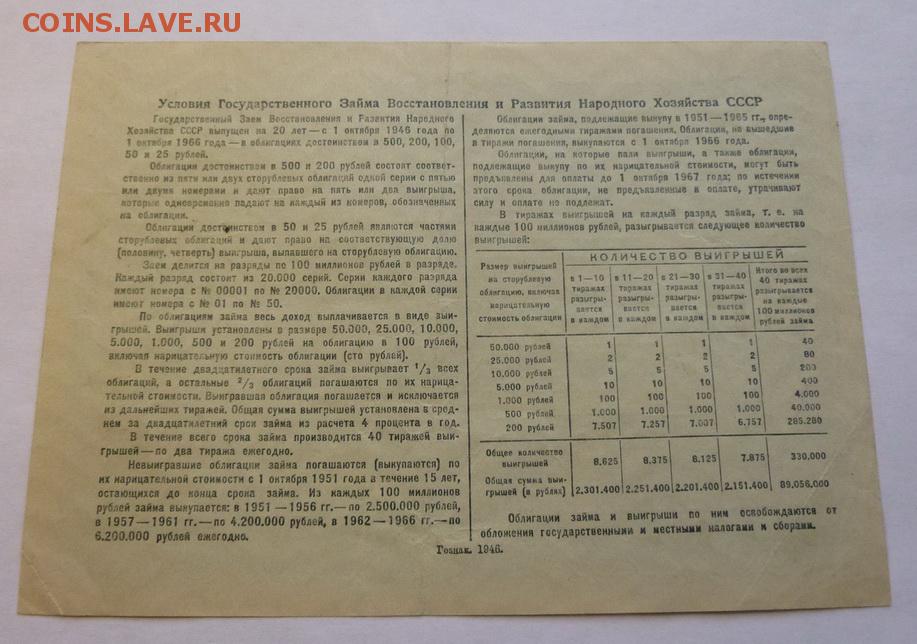 COINS.LAVE.RU
Условия Государственного Займа Восстановления и Развития Народного Хозяйства СССР
Государственный Заем Восстановления и Развития Народного
Хозяйства СССР выпущен на 20 лет — с 1 октября 1946 года по
1 октября 1966 года — в облигациях достоинством в 500, 200, 100,
50 и 25 рублей.
Облигации достоинством в 500 и 200 рублей состоят соответ-
ственно из пяти или двух сторублевых облигаций одной серии с пятью
или двумя номерами и дают право на пять или два выигрыша,
которые одновременно падают на каждый из номеров, обозначенных
на облигации.
Облигации достоинством в 50 и 25 рублей являются частями
сторублевых облигаций и дают право на соответствующую долю
(половину, четверть) выигрыша, выпавшего на сторублевую облигацию.
Заем делится на разряды по 100 миллионов рублей в разряде.
Каждый разряд состоит из 20.000 серий. Серии каждого разряда
имеют номера с № 00001 по № 20000. Облигации в каждой серии
имеют номера с № 01 по № 50.
По облигациям займа весь доход выплачивается в виде выи-
грышей. Выигрыши установлены в размере 50.000, 25.000, 10.000,
5.000, 1.000, 500 и 200 рублей на облигацию в 100 рублей,
включая нарицательную стоимость облигации (сто рублей).
В течение двадцатилетнего срока займа выигрывает 1/3 всех
облигаций, а остальные 2/3 облигаций погашаются по их нарица-
тельной стоимости. Выигравшая облигация погашается и исключается
из дальнейших тиражей. Общая сумма выигрышей установлена в сред-
нем за двадцатилетний срок займа из расчета 4 процента в год.
В течение всего срока займа производится 40 тиражей выи-
грышей — по два тиража ежегодно.
Невыигравшие облигации займа погашаются (выкупаются) по
их нарицательной стоимости с 1 октября 1951 года в течение 15 лет,
остающихся до конца срока займа. Из каждых 100 миллионов
рублей займа выкупается: в 1951 — 1956 гг. — по 2.500.000 рублей,
в 1957 — 1961 гг. — по 4.200.000 рублей, в 1962 — 1966 гг. — по
6.200.000 рублей ежегодно.
Облигации займа, подлежащие выкупу в 1951 — 1965 гг., опре-
деляются ежегодными тиражами погашения. Облигации, не вышедшие
в тиражи погашения, выкупаются с 1 октября 1966 года.
Облигации, на которые пали выигрыши, а также облигации,
подлежащие выкупу по их нарицательной стоимости, могут быть
предъявлены для оплаты до 1 октября 1967 года; по истечении
этого срока облигации, не предъявленные к оплате, утрачивают
силу и оплате не подлежат.
В тиражах выигрышей на каждый разряд займа, т. е. на
каждые 100 миллионов рублей, разыгрывается следующее количество
выигрышей:
Размер выигрышей
на сторублевую
облигацию, включая
нарицательную
стоимость облигации
КОЛИЧЕСТВО ВЫИГРЫШЕЙ
в 1—10
тиражах
разыгры-
вается
в каждом
в 11—20
тиражах
разыгры-
вается
в каждом
в 21—30
тиражах
разыгры-
вается
в каждом
в 31—40
тиражах
разыгры-
вается
в каждом
Итого во всех
40 тиражах
разыгрывается
на каждые
100 миллионов
рублей займа
50.000 рублей 1 1 1 1 40
25.000 рублей 2 2 2 2 80
10.000 рублей 5 5 5 5 200
5.000 рублей 10 10 10 10 400
1.000 рублей 100 100 100 100 4.000
500 рублей 1.000 1.000 1.000 1.000 40.000
200 рублей 7.507 7.257 7.007 6.757 285.280
Общее количество
выигрышей 8.625 8.375 8.125 7.875 330.000
Общая сумма выи-
грышей (в рублях) 2.301.400 2.251.400 2.201.400 2.151.400 89,056.000
Облигации займа и выигрыши по ним освобождаются от
обложения государственными и местными налогами и сборами.
Гознак. 1946.